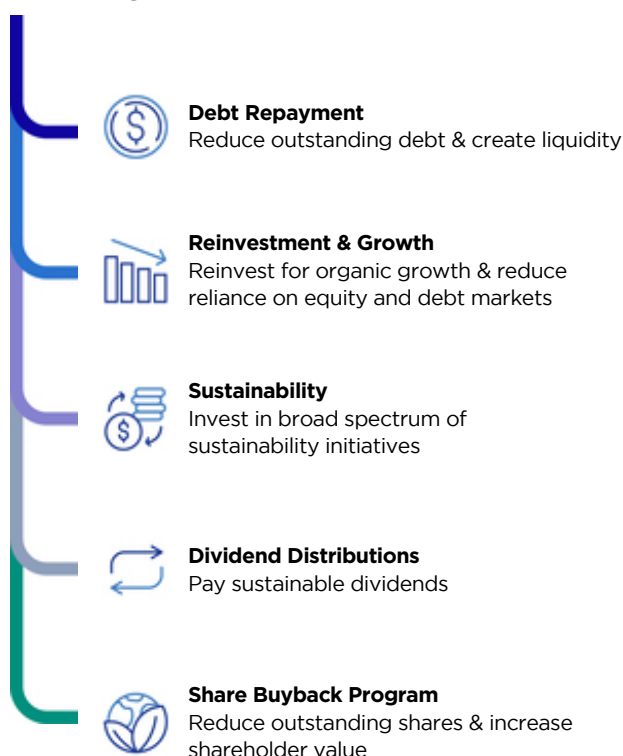 Debt Repayment
Reduce outstanding debt & create liquidity
Reinvestment & Growth
Reinvest for organic growth & reduce
reliance on equity and debt markets
Sustainability
Invest in broad spectrum of
sustainability initiatives
Dividend Distributions
Pay sustainable dividends
Share Buyback Program
Reduce outstanding shares & increase
shareholder value